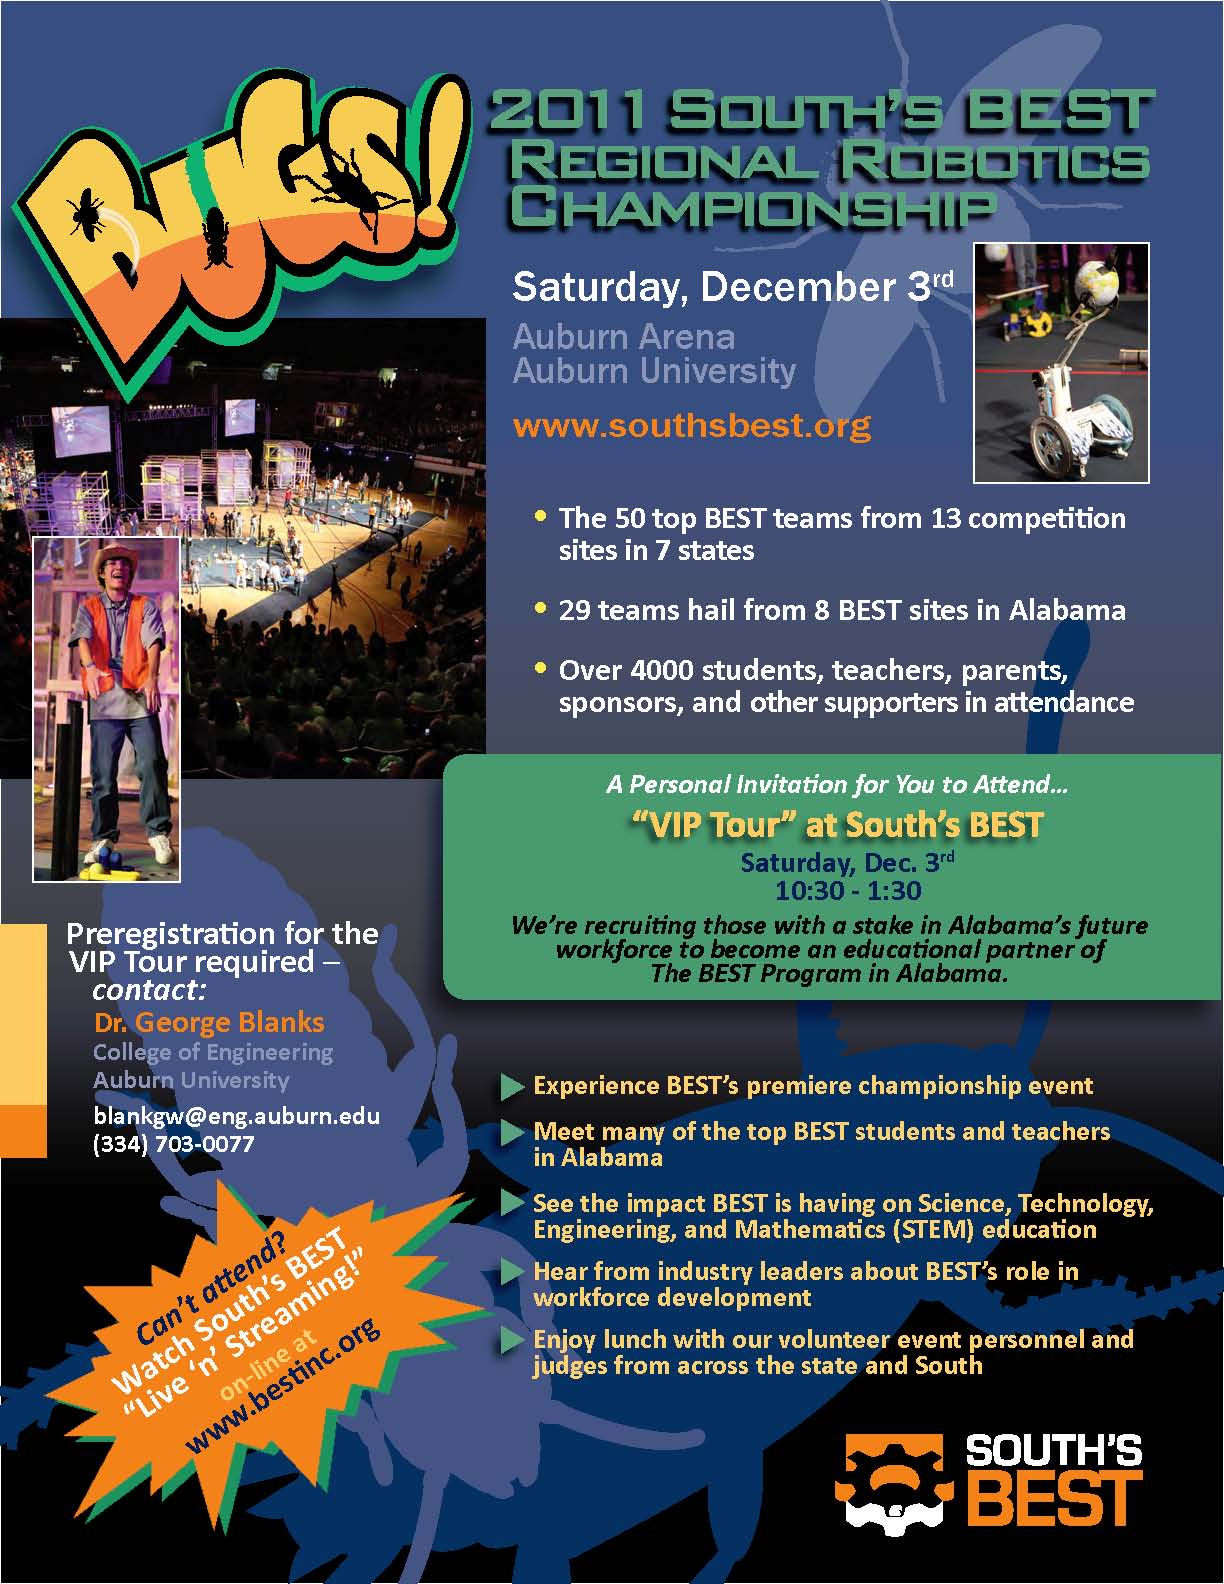 BUGS!
2011 South's BEST
Regional Robotics
Championship
Saturday, December 3rd
Auburn Arena
Auburn University
www.southsbest.org
• The 50 top BEST teams from 13 competition
sites in 7 states
• 29 teams hail from 8 BEST sites in Alabama
• Over 4000 students, teachers, parents,
sponsors, and other supporters in attendance
A Personal Invitation for You to Attend...
“VIP Tour” at South's BEST
Saturday, Dec. 3rd
10:30 - 1:30
We're recruiting those with a stake in Alabama's future
workforce to become an educational partner of
The BEST Program in Alabama.
Preregistration for the
VIP Tour required –
contact:
Dr. George Blanks
College of Engineering
Auburn University
blankgw@eng.auburn.edu
(334) 703-0077
Experience BEST's premiere championship event
Meet many of the top BEST students and teachers
in Alabama
See the impact BEST is having on Science, Technology,
Engineering, and Mathematics (STEM) education
Hear from industry leaders about BEST's role in
workforce development
Enjoy lunch with our volunteer event personnel and
judges from across the state and South
Can't attend?
Watch South's BEST
“Live ‘n’ Streaming!”
on-line at
www.bestinc.org
SOUTH'S
BEST